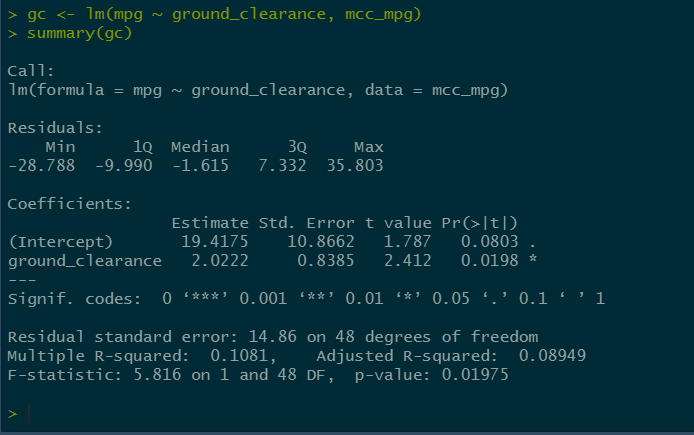 > gc <- lm(mpg ~ ground_clearance, mcc_mpg)
> summary(gc)
Call:
lm(formula = mpg ~ ground_clearance, data = mcc_mpg)
Residuals:
    Min      1Q  Median      3Q     Max
-28.788  -9.990  -1.615   7.332  35.803
Coefficients:
                 Estimate Std. Error t value Pr(>|t|)
(Intercept)       19.4175    10.8662   1.787   0.0803 .
ground_clearance   2.0222     0.8385   2.412   0.0198 *
---
Signif. codes:  0 ‘***’ 0.001 ‘**’ 0.01 ‘*’ 0.05 ‘.’ 0.1 ‘ ’ 1
Residual standard error: 14.86 on 48 degrees of freedom
Multiple R-squared:  0.1081,    Adjusted R-squared:  0.08949
F-statistic: 5.816 on 1 and 48 DF,  p-value: 0.01975
>